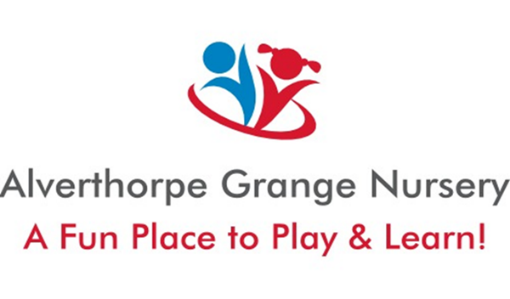 Alverthorpe Grange Nursery
A Fun Place to Play & Learn!